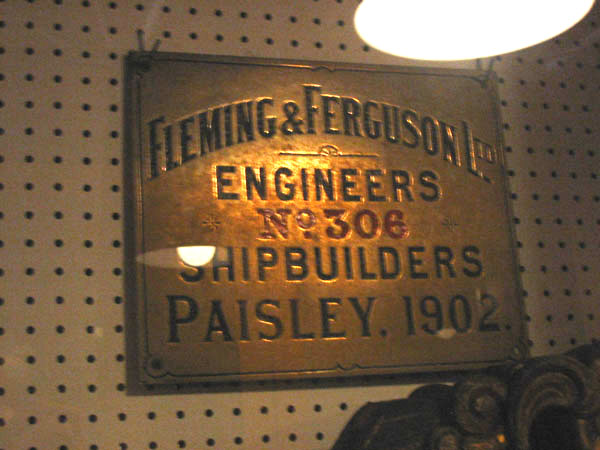 FLEMING & FERGUSON LTD
ENGINEERS
No 306
SHIPBUILDERS
PAISLEY. 1902.